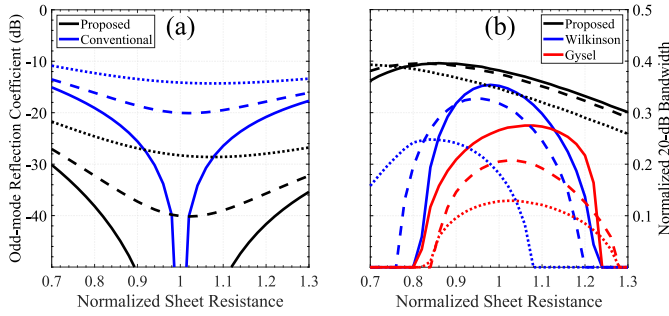 (a)
Proposed
Conventional
Odd-mode Reflection Coefficient (dB)
0
-10
-20
-30
-40
0.7 0.8 0.9 1 1.1 1.2 1.3
Normalized Sheet Resistance
(b)
Proposed
Wilkinson
Gysel
Normalized 20-dB Bandwidth
0.5
0.4
0.3
0.2
0.1
0.7 0.8 0.9 1 1.1 1.2 1.3
Normalized Sheet Resistance